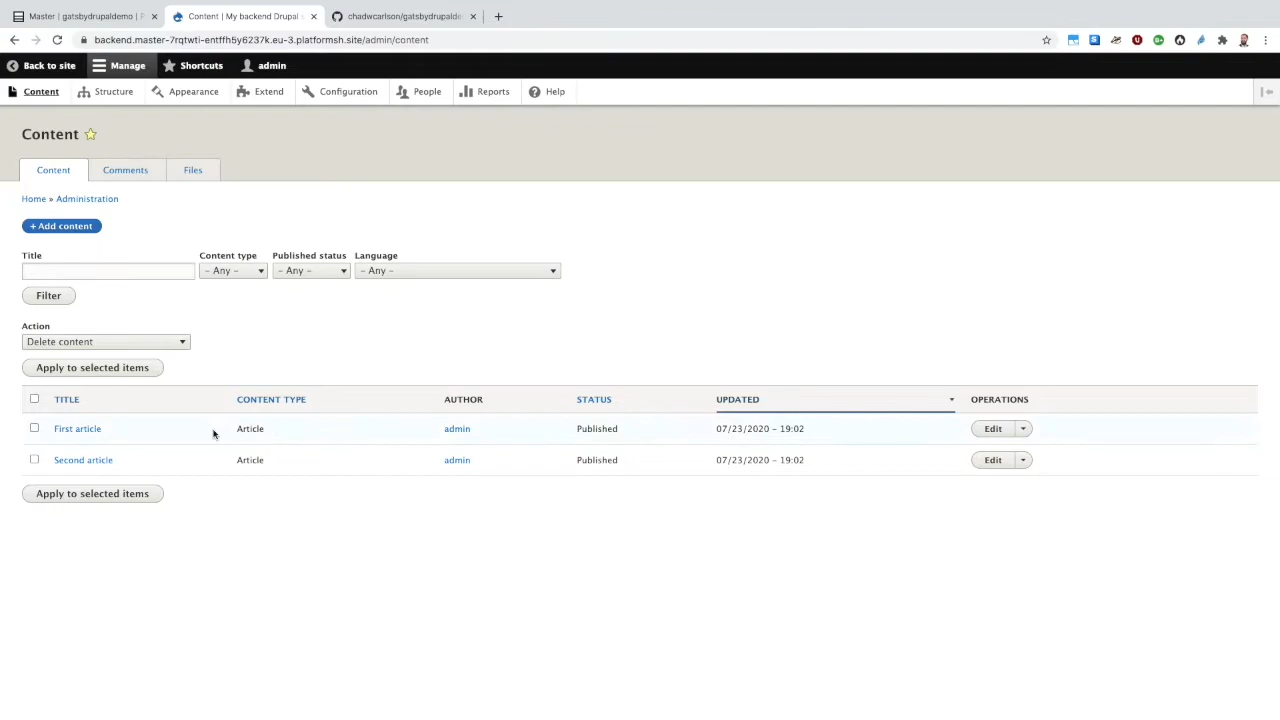 Master | gatsbydrupaldemo | P
Content | My backend Drupal s
chadwcarlson/gatsbydrupalde
backend.master-7rqtwti-entffh5y6237k.eu-3.platformsh.site/admin/content
Back to site Manage Shortcuts admin
Content Structure Appearance Extend Configuration People Reports Help
Content
Content Comments Files
Home » Administration
+ Add content
Title Content type Published status Language
- Any - - Any - - Any -
Filter
Action
Delete content
Apply to selected items
TITLE CONTENT TYPE AUTHOR STATUS UPDATED OPERATIONS
First article Article admin Published 07/23/2020 - 19:02 Edit
Second article Article admin Published 07/23/2020 - 19:02 Edit
Apply to selected items